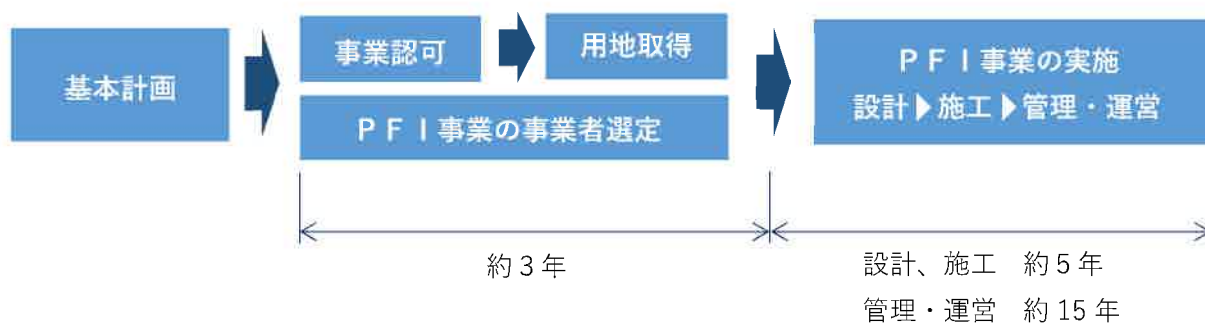 基本計画
事業認可
用地取得
ＰＦＩ事業の事業者選定
ＰＦＩ事業の実施
設計▶施工▶管理・運営
約３年
設計、施工　約５年
管理・運営　約 15 年